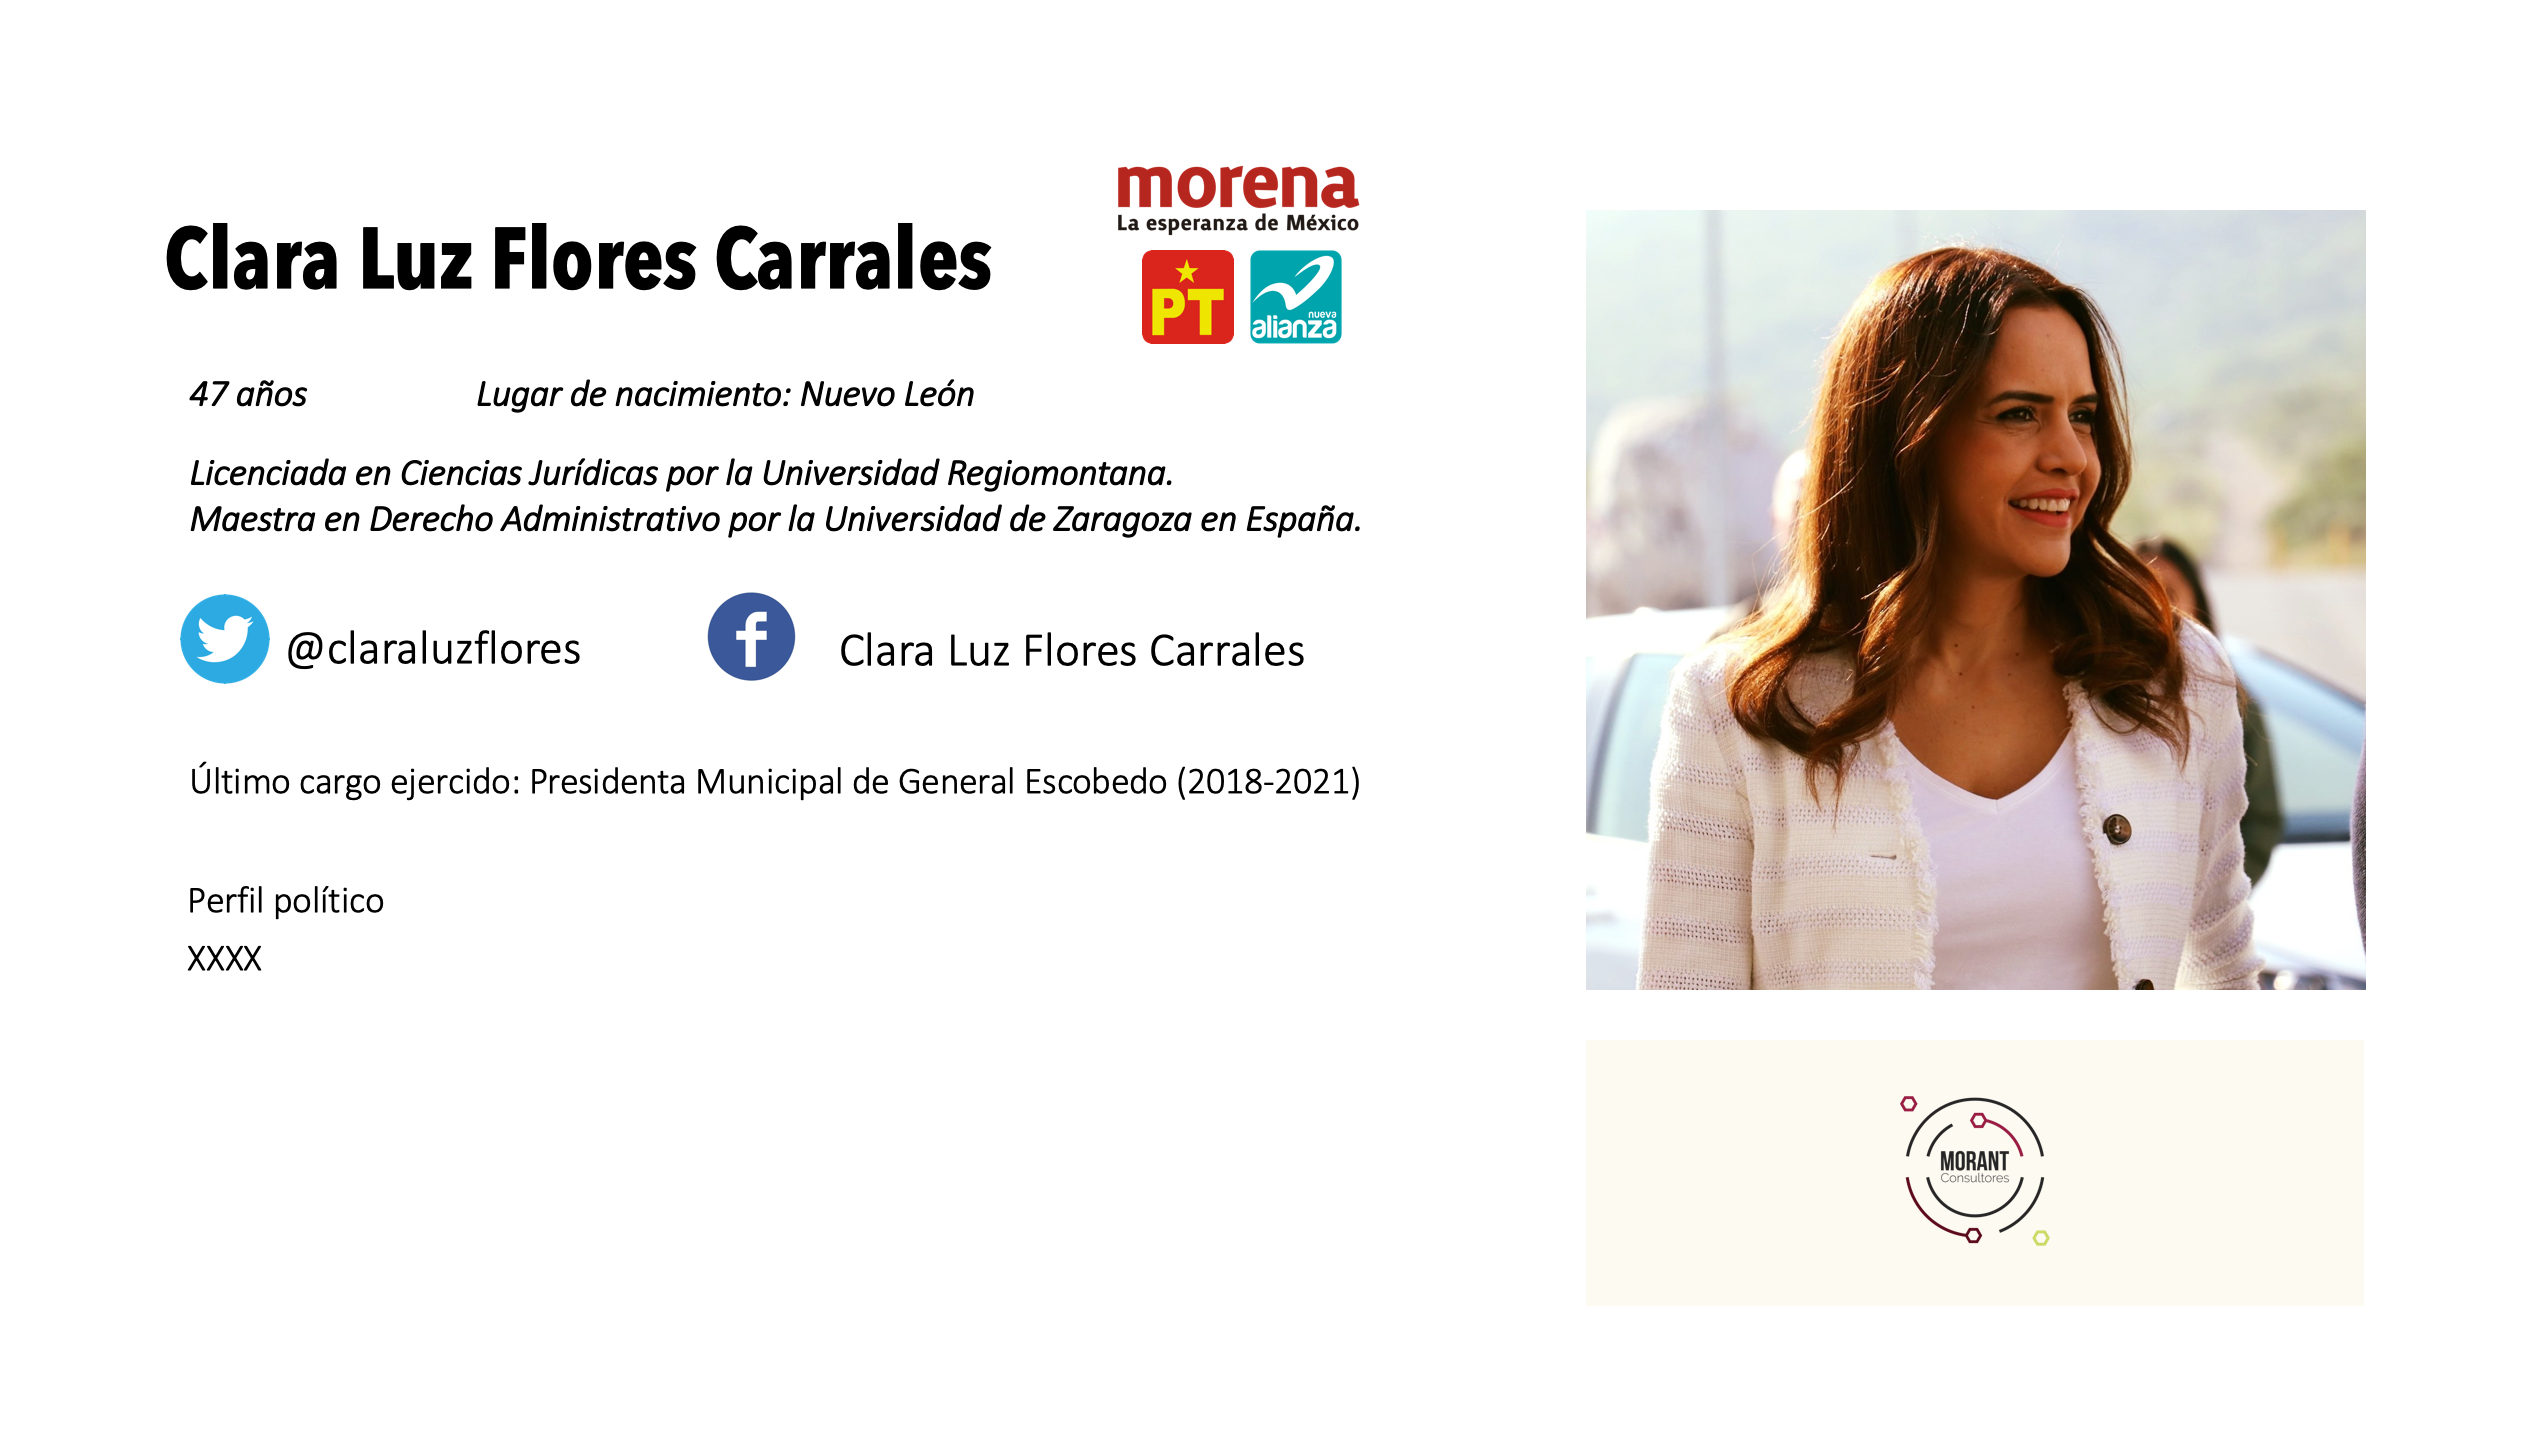 morena
La esperanza de México
Clara Luz Flores Carrales
PT
nueva
alianza
47 años
Lugar de nacimiento: Nuevo León
Licenciada en Ciencias Jurídicas por la Universidad Regiomontana.
Maestra en Derecho Administrativo por la Universidad de Zaragoza en España.
@claraluzflores
f
Clara Luz Flores Carrales
Último cargo ejercido: Presidenta Municipal de General Escobedo (2018-2021)
Perfil político
XXXX
MORANT
Consultores